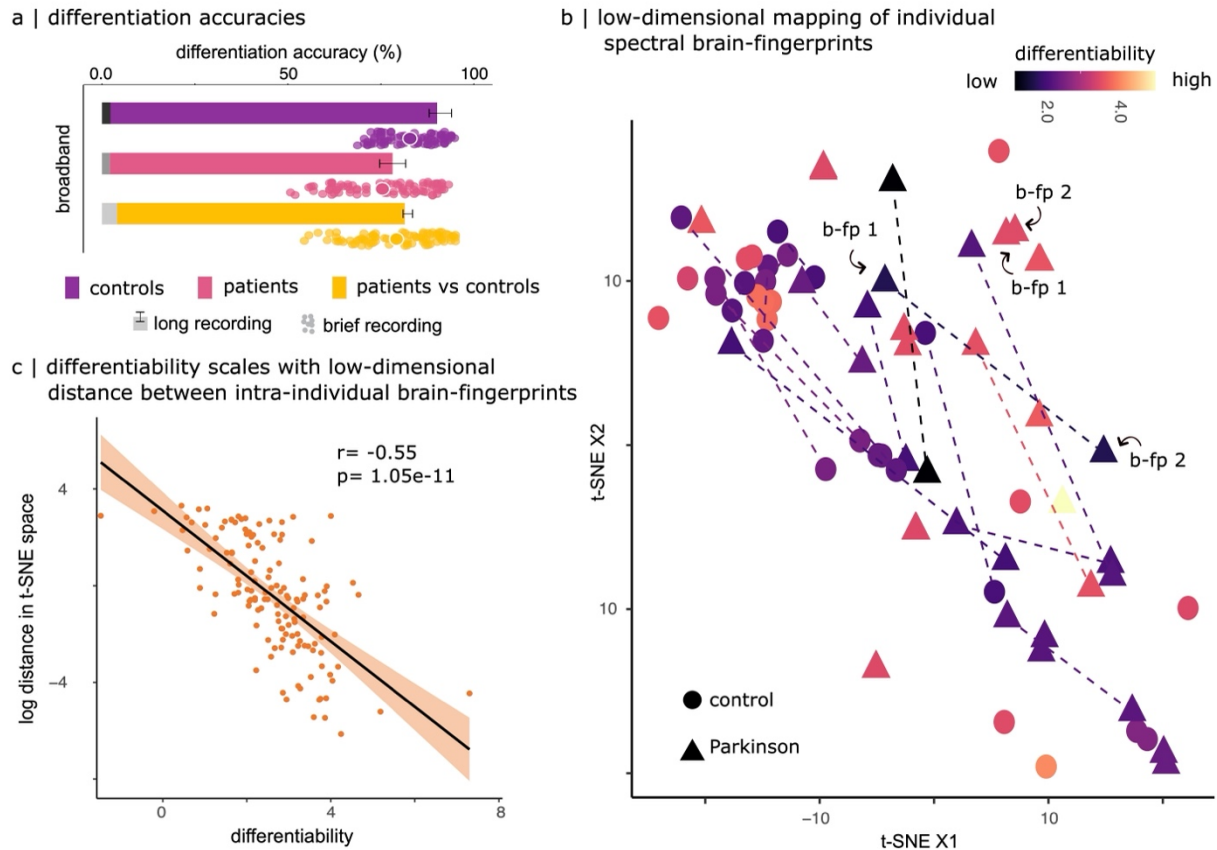 a | differentiation accuracies
differentiation accuracy (%)
0.0 50 100
broadband
controls patients patients vs controls
long recording brief recording
b | low-dimensional mapping of individual
spectral brain-fingerprints
differentiability
low high
2.0 4.0
b-fp 1
b-fp 2
b-fp 1
b-fp 2
10
10
t-SNE X2
control
Parkinson
−10 10
t-SNE X1
c | differentiability scales with low-dimensional
distance between intra-individual brain-fingerprints
r= -0.55
p= 1.05e-11
4
−4
log distance in t-SNE space
0 4 8
differentiability